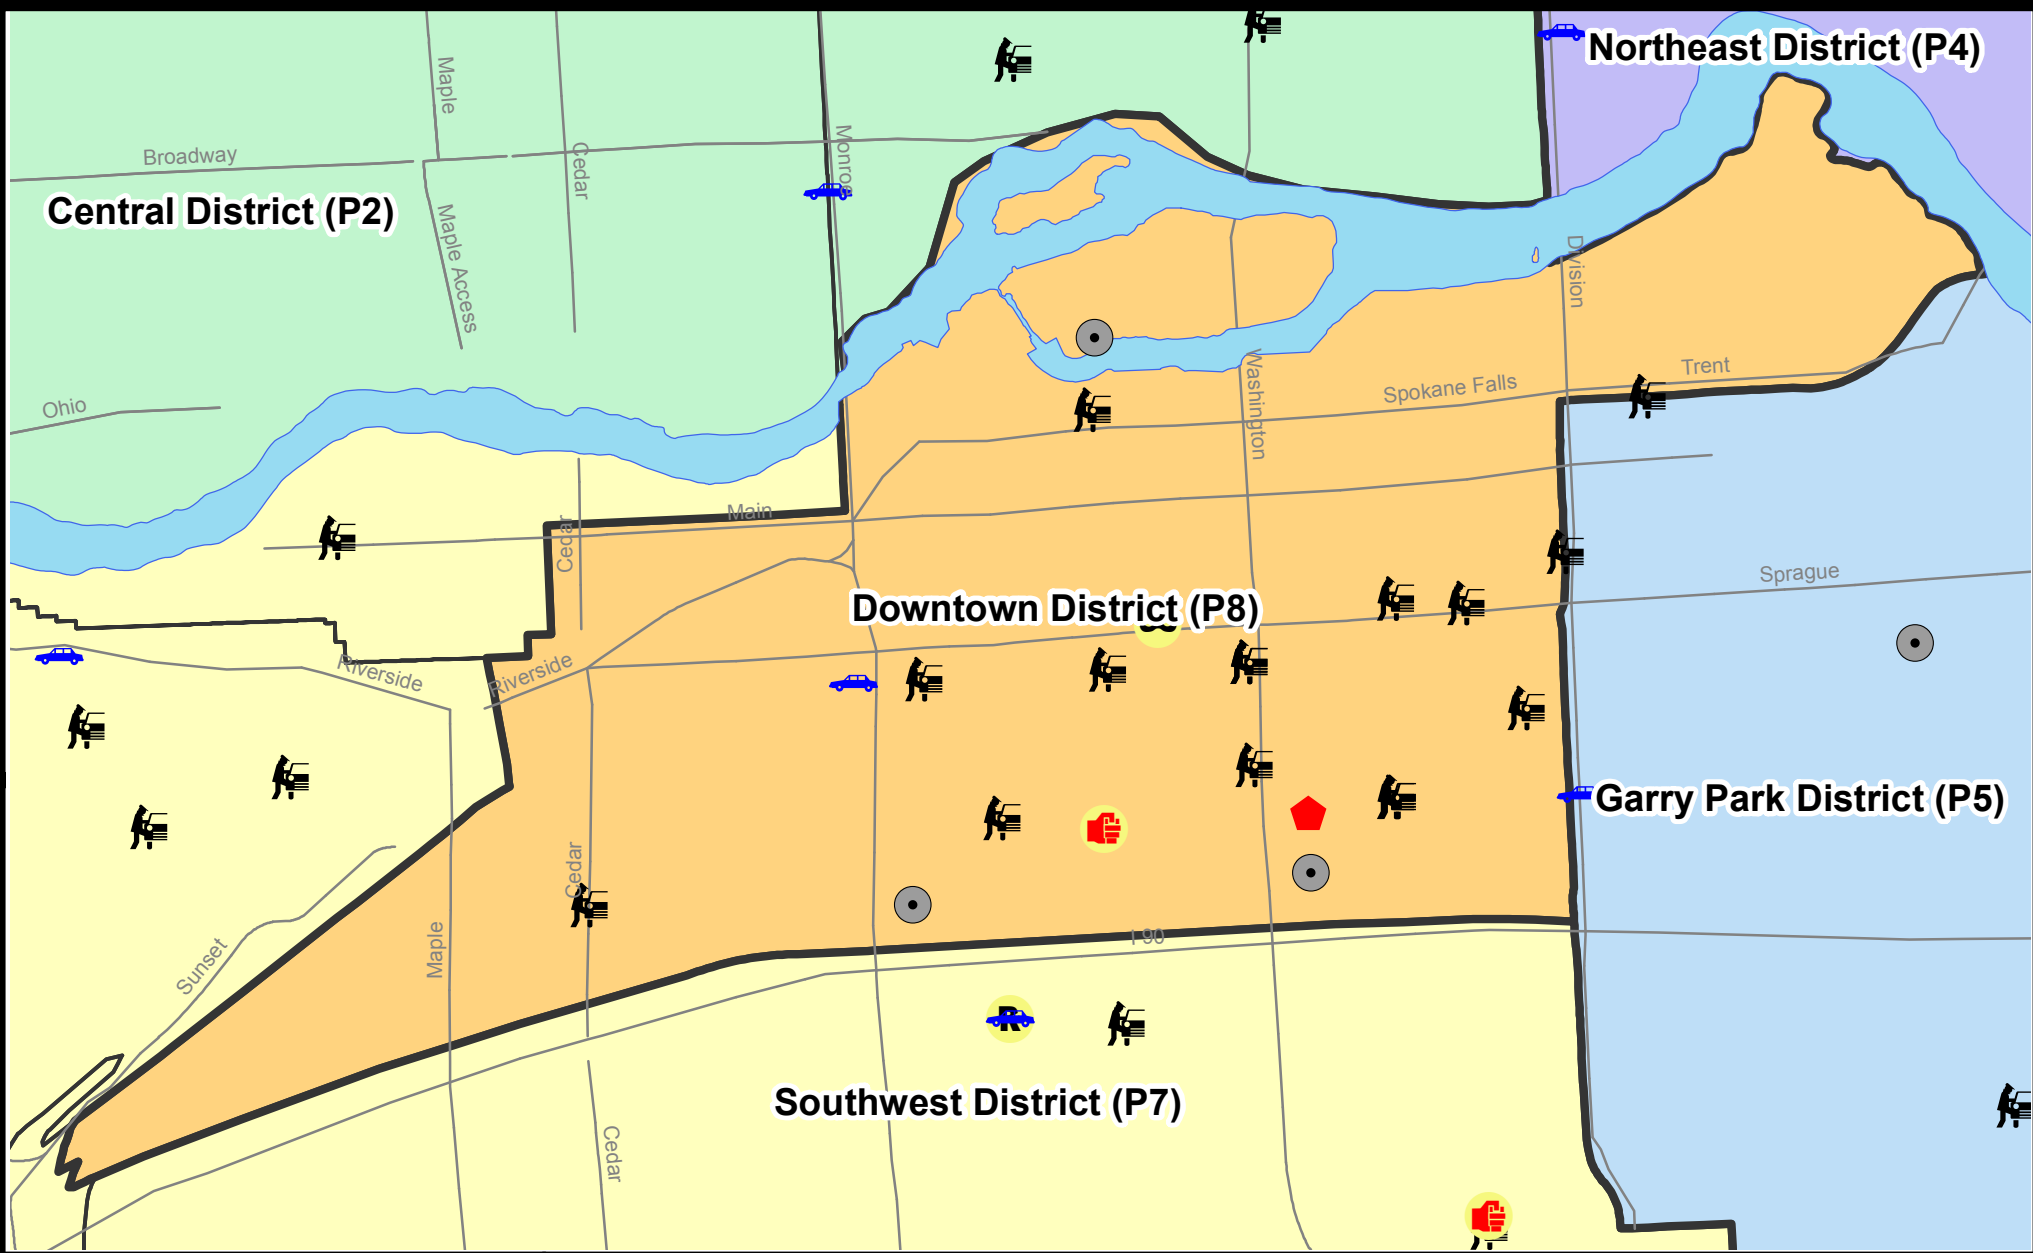 Northeast District (P4)
Maple
Monroe
Cedar
Broadway
Central District (P2)
Maple Access
Division
Washington
Trent
Spokane Falls
Ohio
Main
Cedar
Sprague
Downtown District (P8)
Riverside
Riverside
Garry Park District (P5)
Cedar
Maple
Sunset
I-90
R
Southwest District (P7)
Cedar